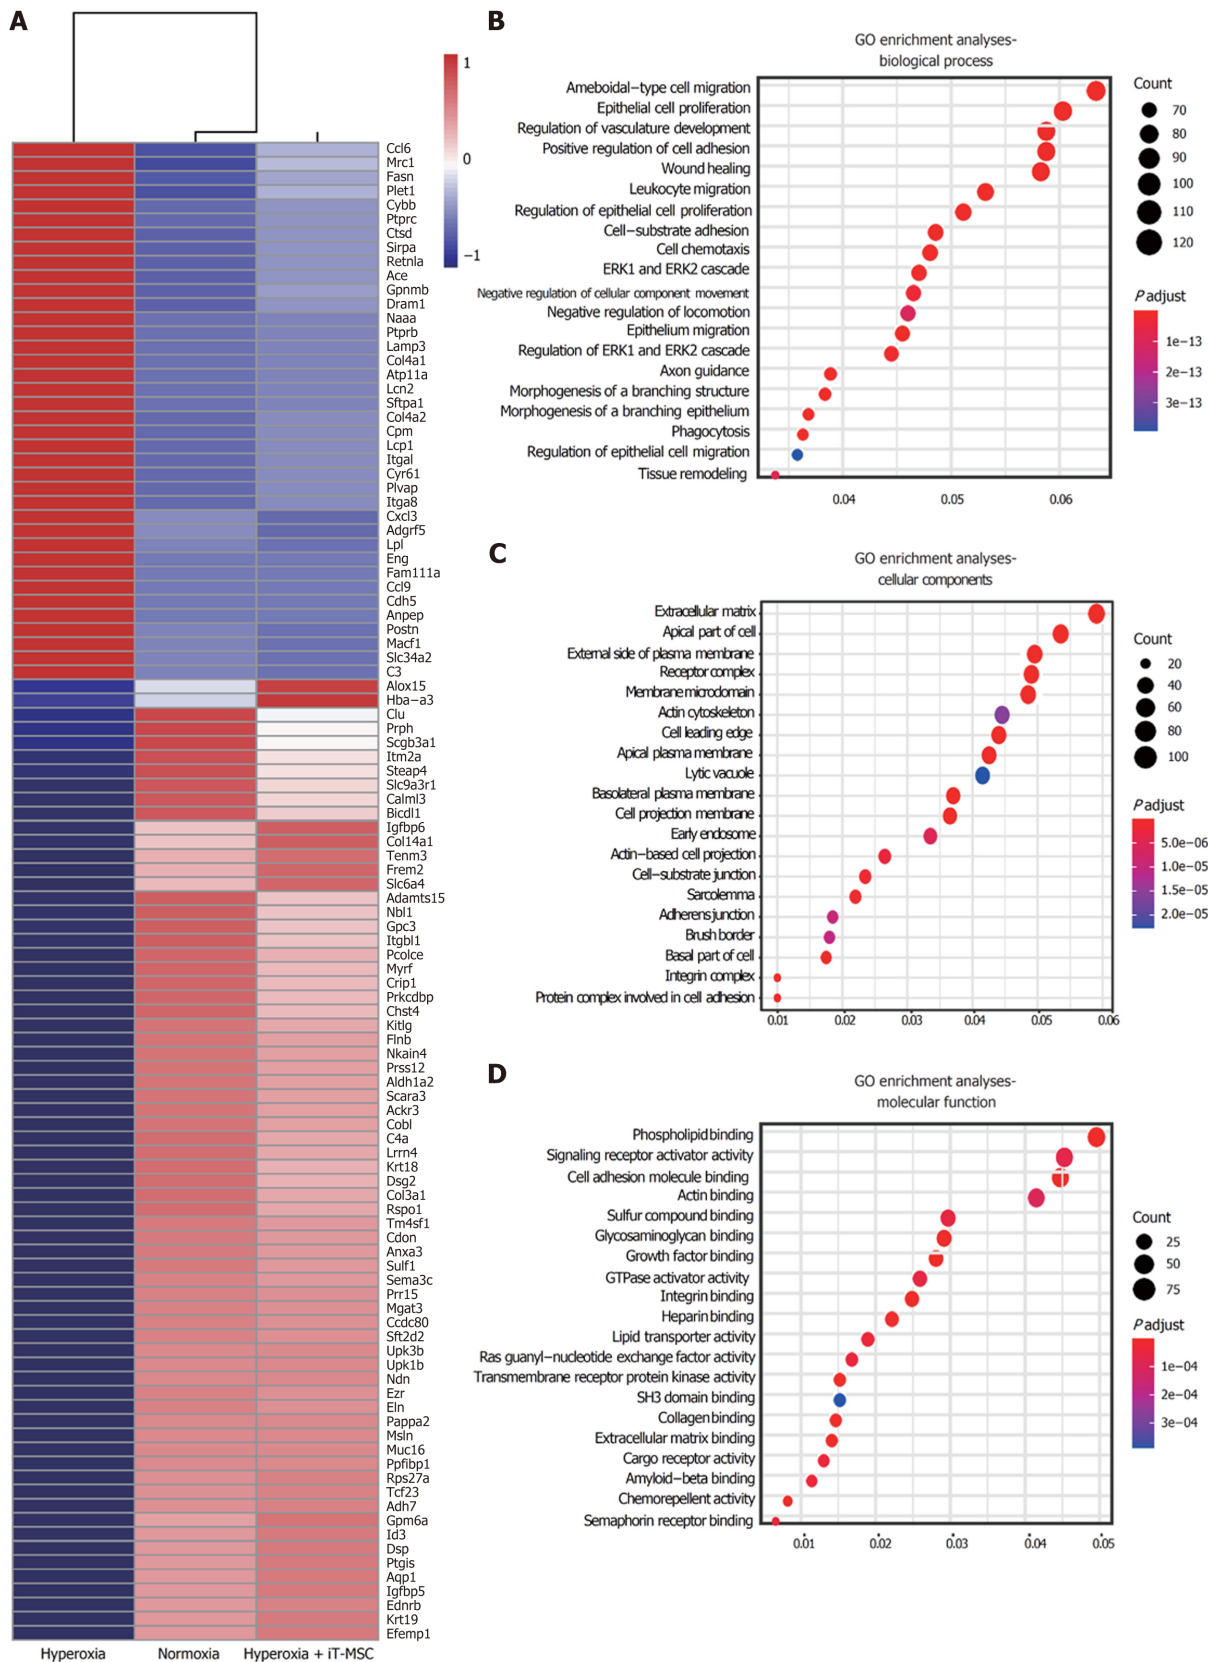 A
1
0
−1
Ccl6
Mrc1
Fasn
Plet1
Cybb
Ptprc
Ctsd
Sirpa
Retnla
Ace
Gpnmb
Dram1
Naaa
Ptprb
Lamp3
Col4a1
Atp11a
Lcn2
Sftpa1
Col4a2
Cpm
Lcp1
Itgal
Cyr61
Plvap
Itga8
Cxcl3
Adgrf5
Lpl
Eng
Fam111a
Ccl9
Cdh5
Anpep
Postn
Macf1
Slc34a2
C3
Alox15
Hba−a3
Clu
Prph
Scgb3a1
Itm2a
Steap4
Slc9a3r1
Calml3
Bicdl1
Igfbp6
Col14a1
Tenm3
Frem2
Slc6a4
Adamts15
Nbl1
Gpc3
Itgbl1
Pcolce
Myrf
Crip1
Prkcdbp
Chst4
Kitlg
Flnb
Nkain4
Prss12
Aldh1a2
Scara3
Ackr3
Cobl
C4a
Lrrn4
Krt18
Dsg2
Col3a1
Rspo1
Tm4sf1
Cdon
Anxa3
Sulf1
Sema3c
Prr15
Mgat3
Ccdc80
Sft2d2
Upk3b
Upk1b
Ndn
Ezr
Eln
Pappa2
Msln
Muc16
Ppfibp1
Rps27a
Tcf23
Adh7
Gpm6a
Id3
Dsp
Ptgis
Aqp1
Igfbp5
Ednrb
Krt19
Efemp1
Hyperoxia Normoxia Hyperoxia + iT-MSC
B
GO enrichment analyses-
biological process
Ameboidal−type cell migration
Epithelial cell proliferation
Regulation of vasculature development
Positive regulation of cell adhesion
Wound healing
Leukocyte migration
Regulation of epithelial cell proliferation
Cell−substrate adhesion
Cell chemotaxis
ERK1 and ERK2 cascade
Negative regulation of cellular component movement
Negative regulation of locomotion
Epithelium migration
Regulation of ERK1 and ERK2 cascade
Axon guidance
Morphogenesis of a branching structure
Morphogenesis of a branching epithelium
Phagocytosis
Regulation of epithelial cell migration
Tissue remodeling
0.04 0.05 0.06
Count
70
80
90
100
110
120
P adjust
1e−13
2e−13
3e−13
C
GO enrichment analyses-
cellular components
Extracellular matrix
Apical part of cell
External side of plasma membrane
Receptor complex
Membrane microdomain
Actin cytoskeleton
Cell leading edge
Apical plasma membrane
Lytic vacuole
Basolateral plasma membrane
Cell projection membrane
Early endosome
Actin−based cell projection
Cell−substrate junction
Sarcolemma
Adherens junction
Brush border
Basal part of cell
Integrin complex
Protein complex involved in cell adhesion
0.01 0.02 0.03 0.04 0.05 0.06
Count
20
40
60
80
100
P adjust
5.0e−06
1.0e−05
1.5e−05
2.0e−05
D
GO enrichment analyses-
molecular function
Phospholipid binding
Signaling receptor activator activity
Cell adhesion molecule binding
Actin binding
Sulfur compound binding
Glycosaminoglycan binding
Growth factor binding
GTPase activator activity
Integrin binding
Heparin binding
Lipid transporter activity
Ras guanyl−nucleotide exchange factor activity
Transmembrane receptor protein kinase activity
SH3 domain binding
Collagen binding
Extracellular matrix binding
Cargo receptor activity
Amyloid−beta binding
Chemorepellent activity
Semaphorin receptor binding
0.01 0.02 0.03 0.04 0.05
Count
25
50
75
P adjust
1e−04
2e−04
3e−04